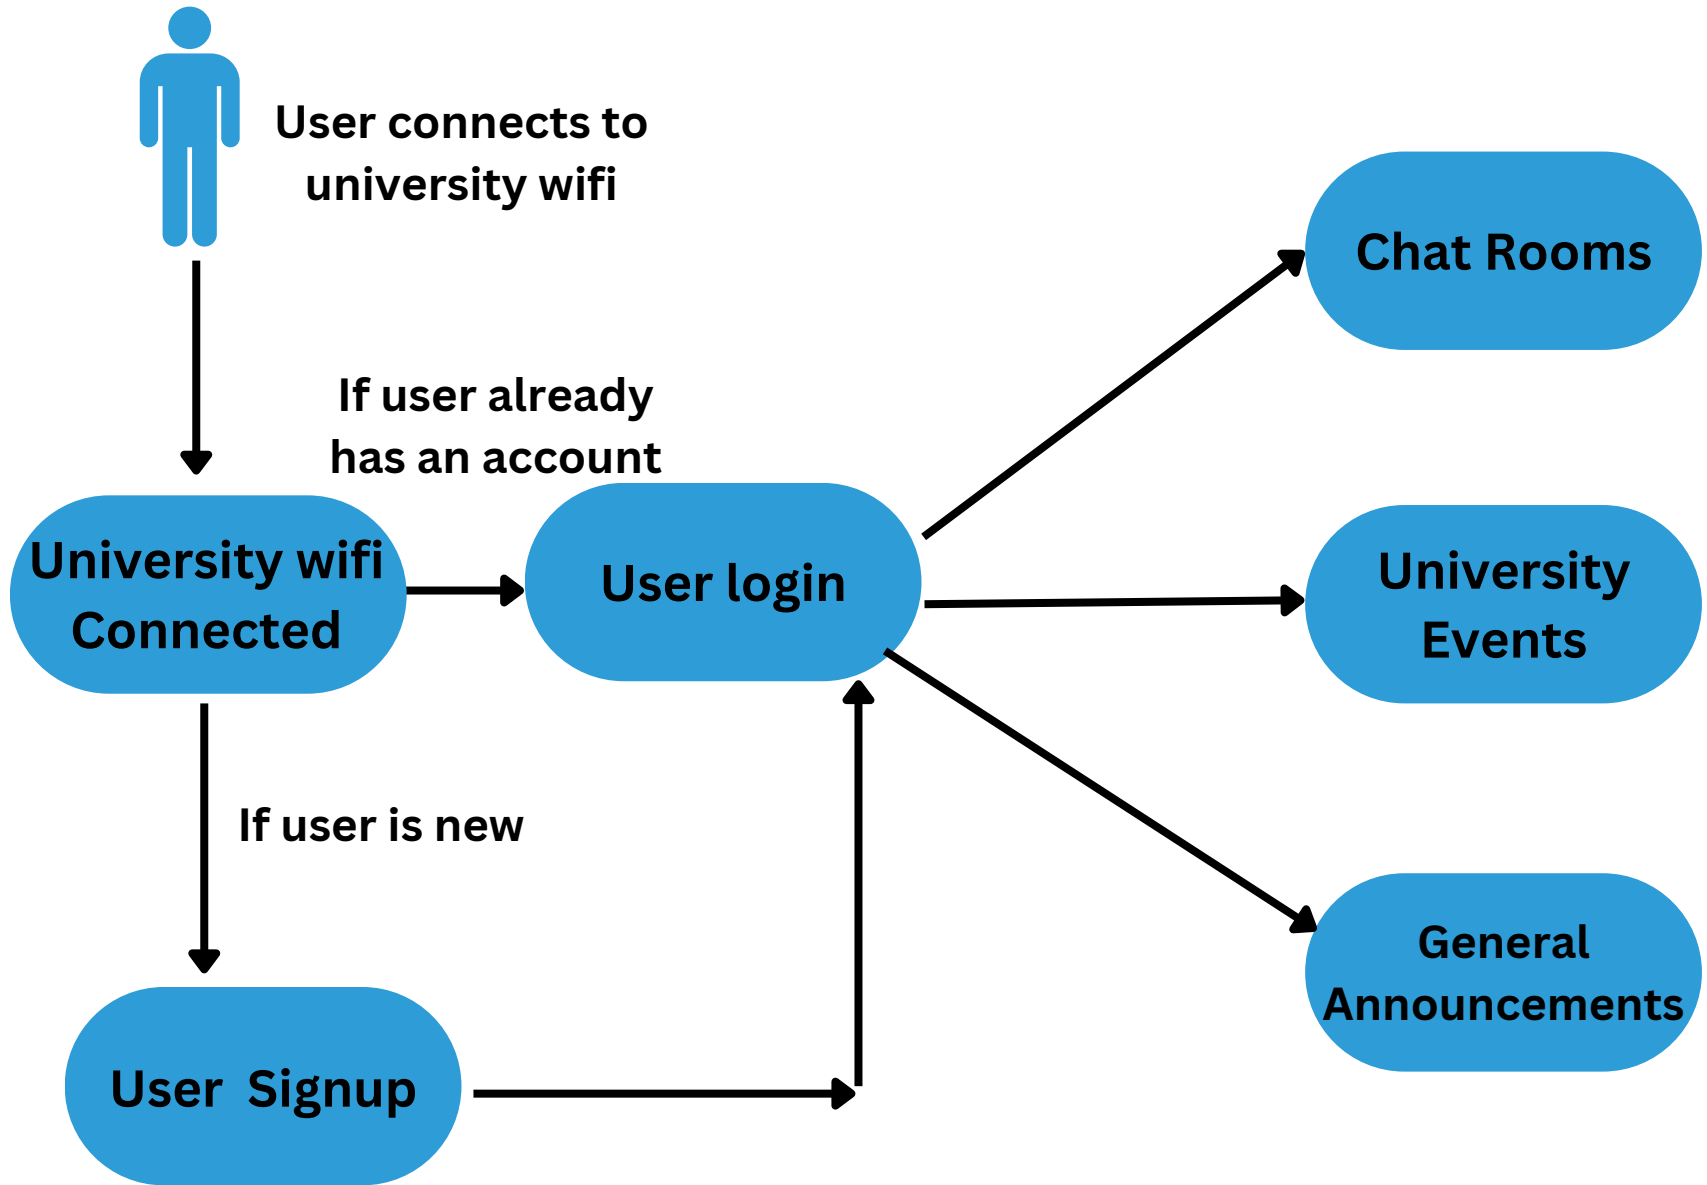 User connects to
university wifi
If user already
has an account
University wifi
Connected
User login
If user is new
User Signup
Chat Rooms
University
Events
General
Announcements